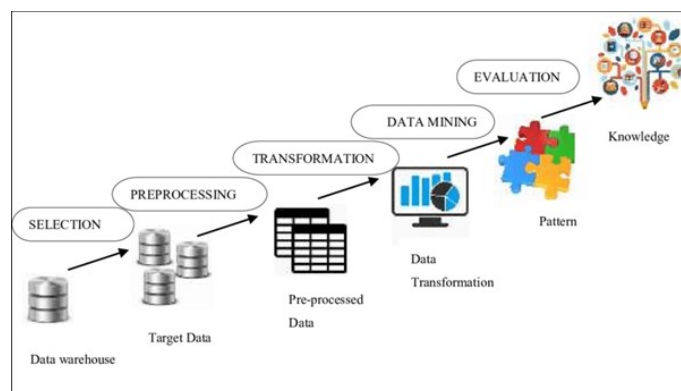 EVALUATION
Knowledge
DATA MINING
Pattern
TRANSFORMATION
Data
Transformation
PREPROCESSING
Pre-processed
Data
SELECTION
Target Data
Data warehouse